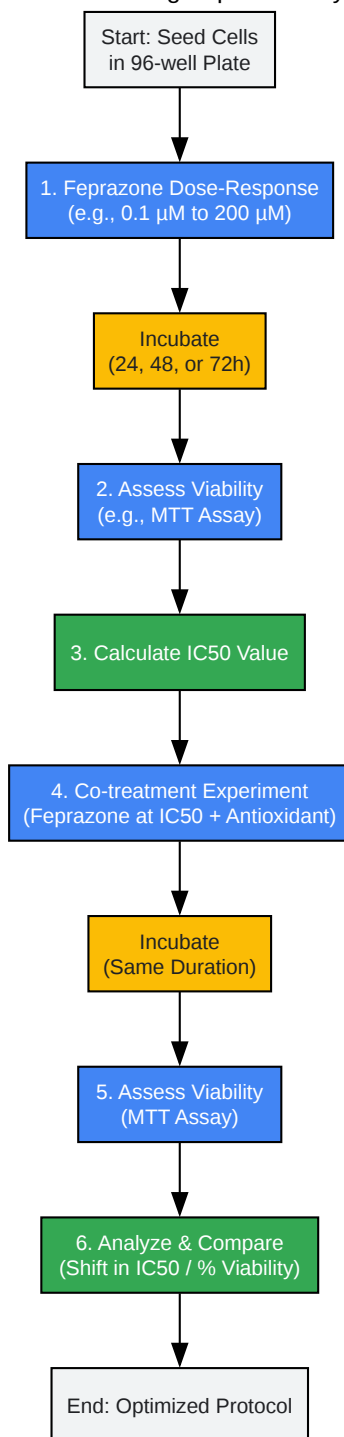 Start: Seed Cells
in 96-well Plate
1. Feprazone Dose-Response
(e.g., 0.1 µM to 200 µM)
Incubate
(24, 48, or 72h)
2. Assess Viability
(e.g., MTT Assay)
3. Calculate IC50 Value
4. Co-treatment Experiment
(Feprazone at IC50 + Antioxidant)
Incubate
(Same Duration)
5. Assess Viability
(MTT Assay)
6. Analyze & Compare
(Shift in IC50 / % Viability)
End: Optimized Protocol